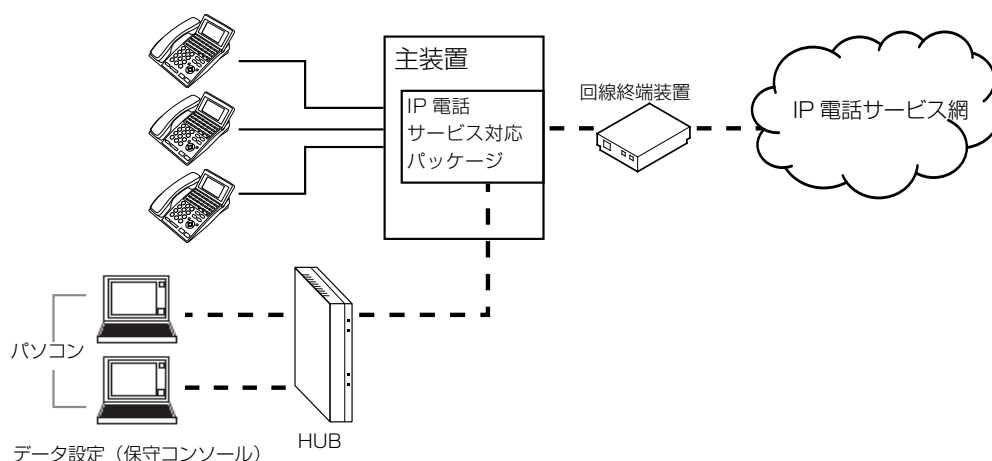 主装置
IP 電話
サービス対応
パッケージ
回線終端装置
IP 電話サービス網
パソコン
HUB
データ設定（保守コンソール）